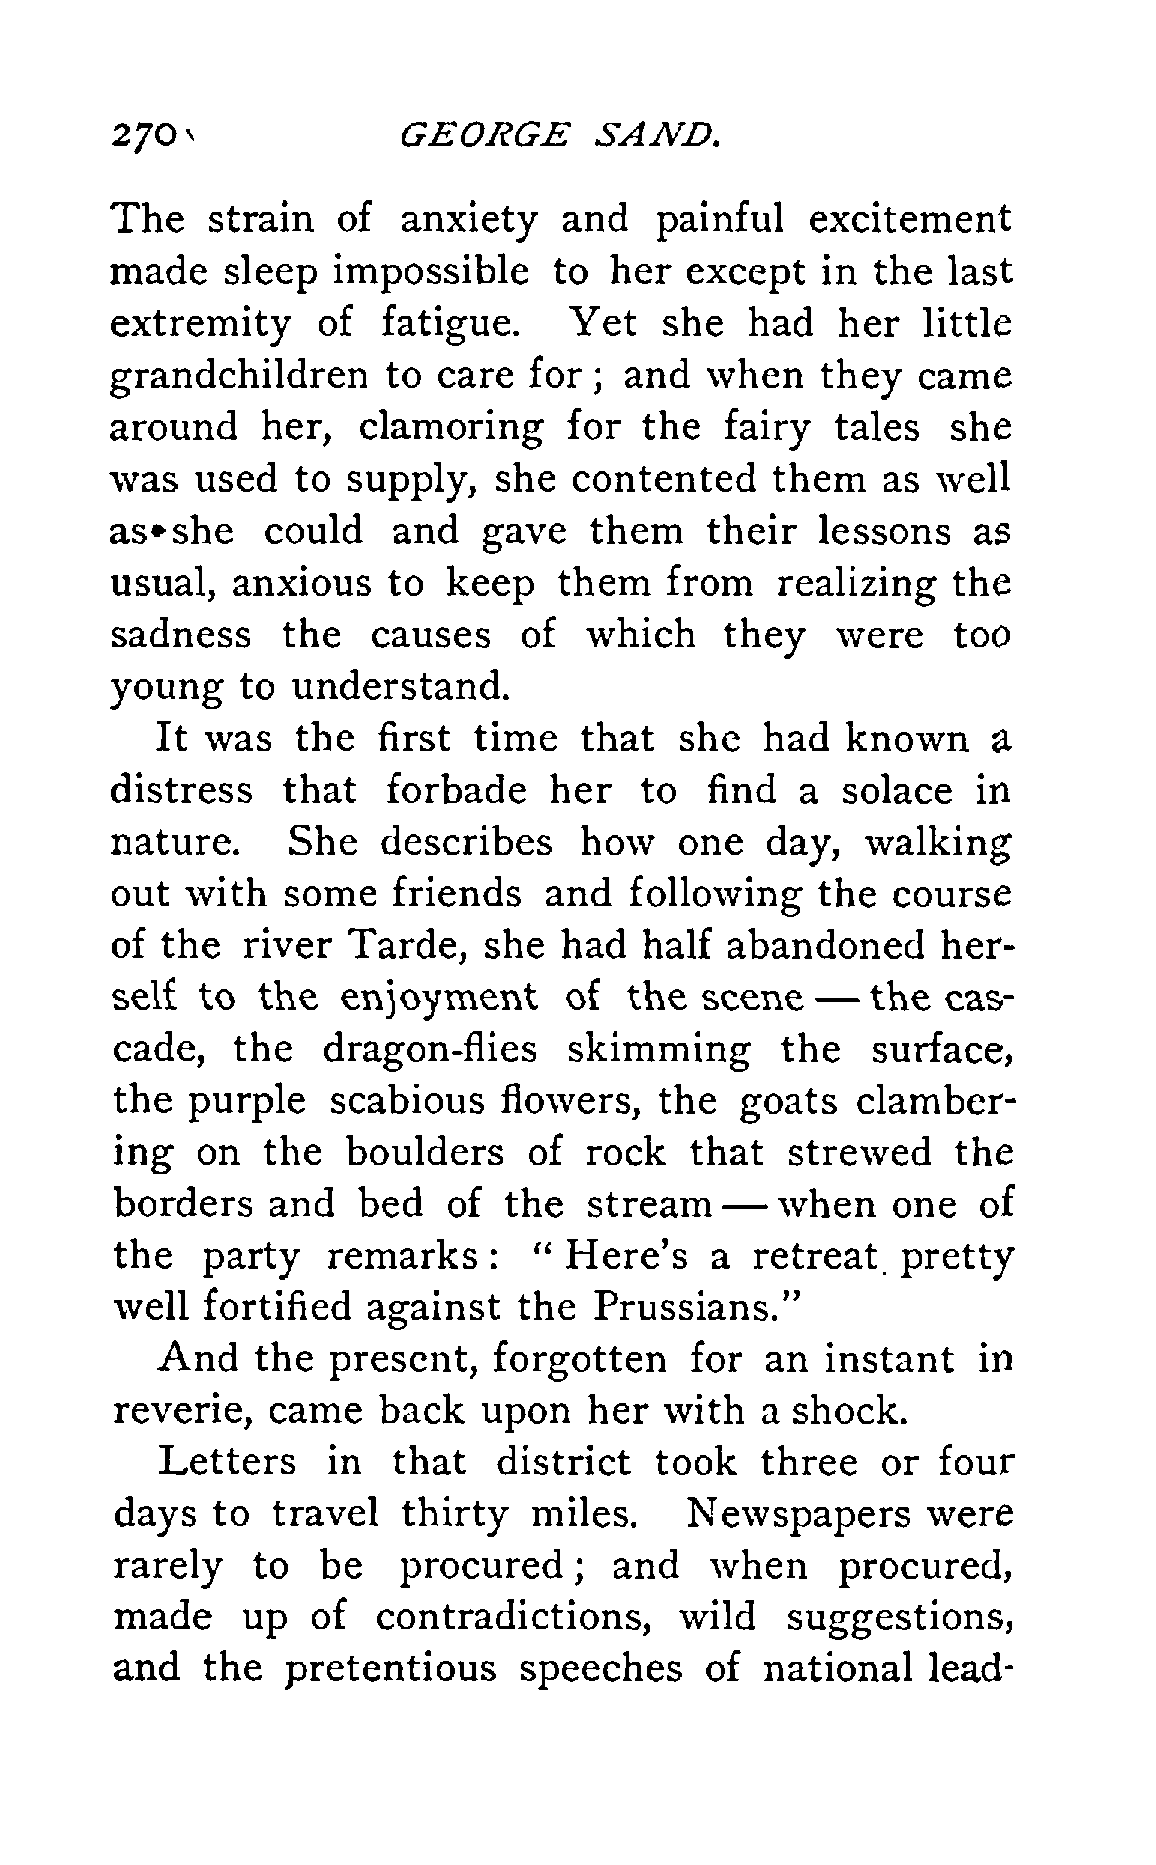 270 GEORGE SAND.
The strain of anxiety and painful excitement
made sleep impossible to her except in the last
extremity of fatigue. Yet she had her little
grandchildren to care for ; and when they came
around her, clamoring for the fairy tales she
was used to supply, she contented them as well
as she could and gave them their lessons as
usual, anxious to keep them from realizing the
sadness the causes of which they were too
young to understand.
It was the first time that she had known a
distress that forbade her to find a solace in
nature. She describes how one day, walking
out with some friends and following the course
of the river Tarde, she had half abandoned her-
self to the enjoyment of the scene — the cas-
cade, the dragon-flies skimming the surface,
the purple scabious flowers, the goats clamber-
ing on the boulders of rock that strewed the
borders and bed of the stream — when one of
the party remarks : “ Here’s a retreat pretty
well fortified against the Prussians.”
And the present, forgotten for an instant in
reverie, came back upon her with a shock.
Letters in that district took three or four
days to travel thirty miles. Newspapers were
rarely to be procured ; and when procured,
made up of contradictions, wild suggestions,
and the pretentious speeches of national lead-